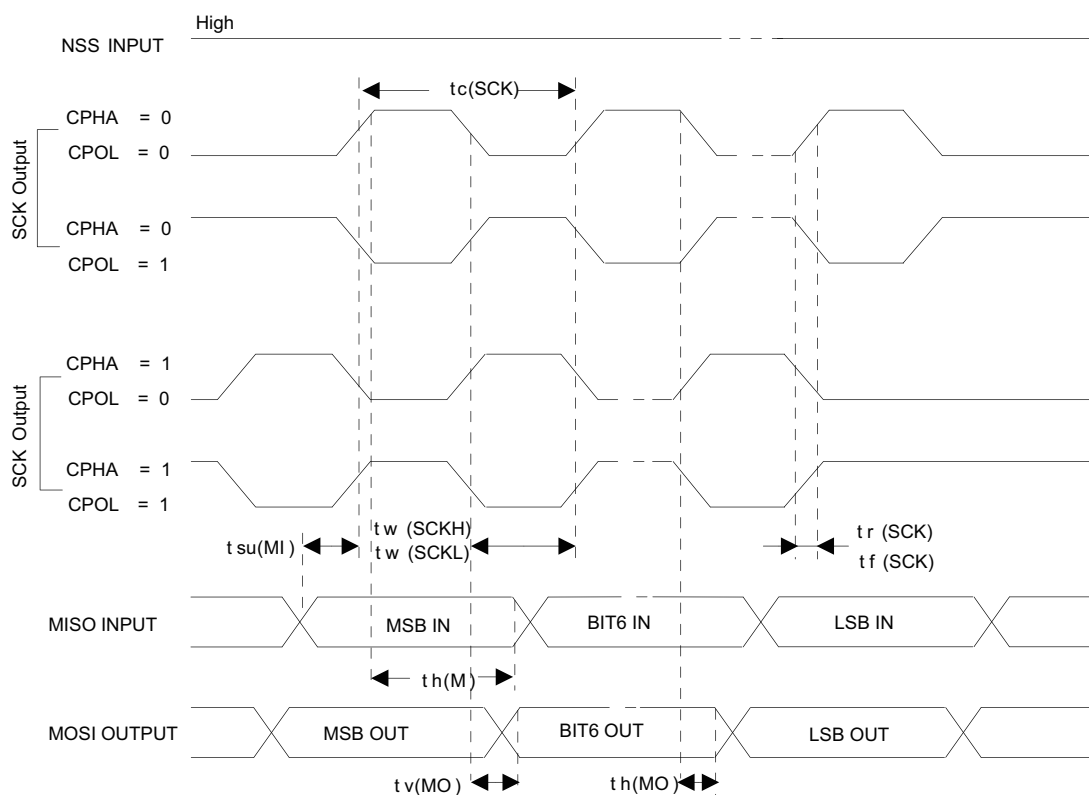 High
NSS INPUT
tc(SCK)
CPHA = 0
CPOL = 0
SCK Output
CPHA = 0
CPOL = 1
CPHA = 1
CPOL = 0
SCK Output
CPHA = 1
CPOL = 1
tsu(MI)
tw (SCKH)
tw (SCKL)
tr (SCK)
tf (SCK)
MISO INPUT
MSB IN
BIT6 IN
LSB IN
th(M)
MOSI OUTPUT
MSB OUT
BIT6 OUT
LSB OUT
tv(MO)
th(MO)